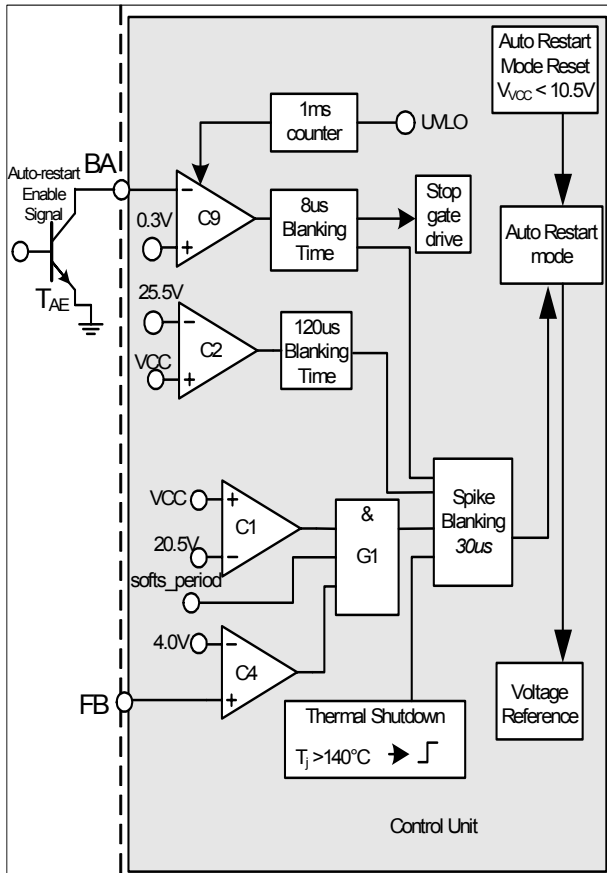 Auto Restart
Mode Reset
VVCC < 10.5V
1ms
counter
UVLO
BA
Auto-restart
Enable
Signal
TAE
0.3V
−
+
C9
8us
Blanking
Time
Stop
gate
drive
Auto Restart
mode
25.5V
VCC
−
+
C2
120us
Blanking
Time
VCC
20.5V
+
−
C1
softs_period
&
G1
Spike
Blanking
30us
4.0V
FB
−
+
C4
Thermal Shutdown
Tj >140°C
Voltage
Reference
Control Unit